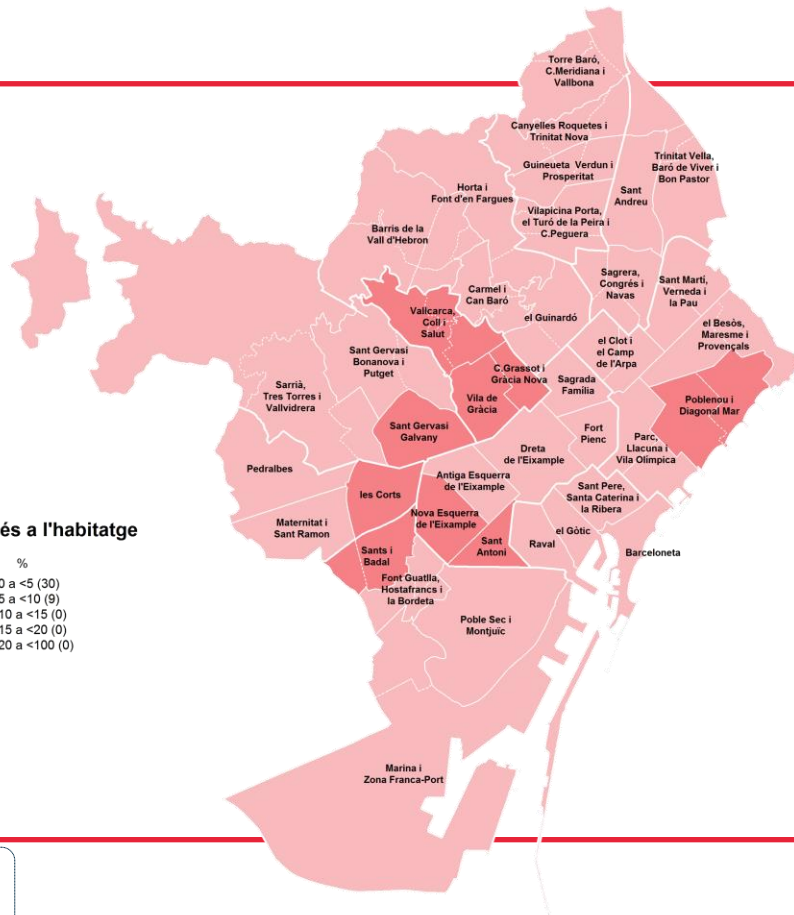 Torre Baró,
C.Meridiana i
Vallbona
Canyelles Roquetes i
Trinitat Nova
Guineueta Verdun i
Prosperitat
Trinitat Vella,
Baró de Viver i
Bon Pastor
Sant
Andreu
Horta i
Font d'en Fargues
Vilapicina Porta,
el Turó de la Peira i
C.Peguera
Barris de la
Vall d'Hebron
Carmel i
Can Baró
Sagrera,
Congrés i
Navas
Sant Martí,
Verneda i
la Pau
Vallcarca,
Coll i
Salut
el Guinardó
el Besòs,
Maresme i
Provençals
el Clot i
el Camp
de l'Arpa
Sant Gervasi
Bonanova i
Putget
C.Grassot i
Gràcia Nova
Sagrada
Família
Sarrià,
Tres Torres i
Vallvidrera
Vila de
Gràcia
Poblenou i
Diagonal Mar
Sant Gervasi
Galvany
Fort
Pienc
Parc,
Llacuna i
Vila Olímpica
Dreta
de l'Eixample
Pedralbes
Antiga Esquerra
de l'Eixample
Sant Pere,
Santa Caterina i
la Ribera
les Corts
Nova Esquerra
de l'Eixample
Maternitat i
Sant Ramon
el Gòtic
Sant
Antoni
Raval
Barceloneta
Sants i
Badal
Font Guatlla,
Hostafrancs i
la Bordeta
Poble Sec i
Montjuïc
Marina i
Zona Franca-Port
és a l'habitatge
%
0 a <5 (30)
5 a <10 (9)
10 a <15 (0)
15 a <20 (0)
20 a <100 (0)